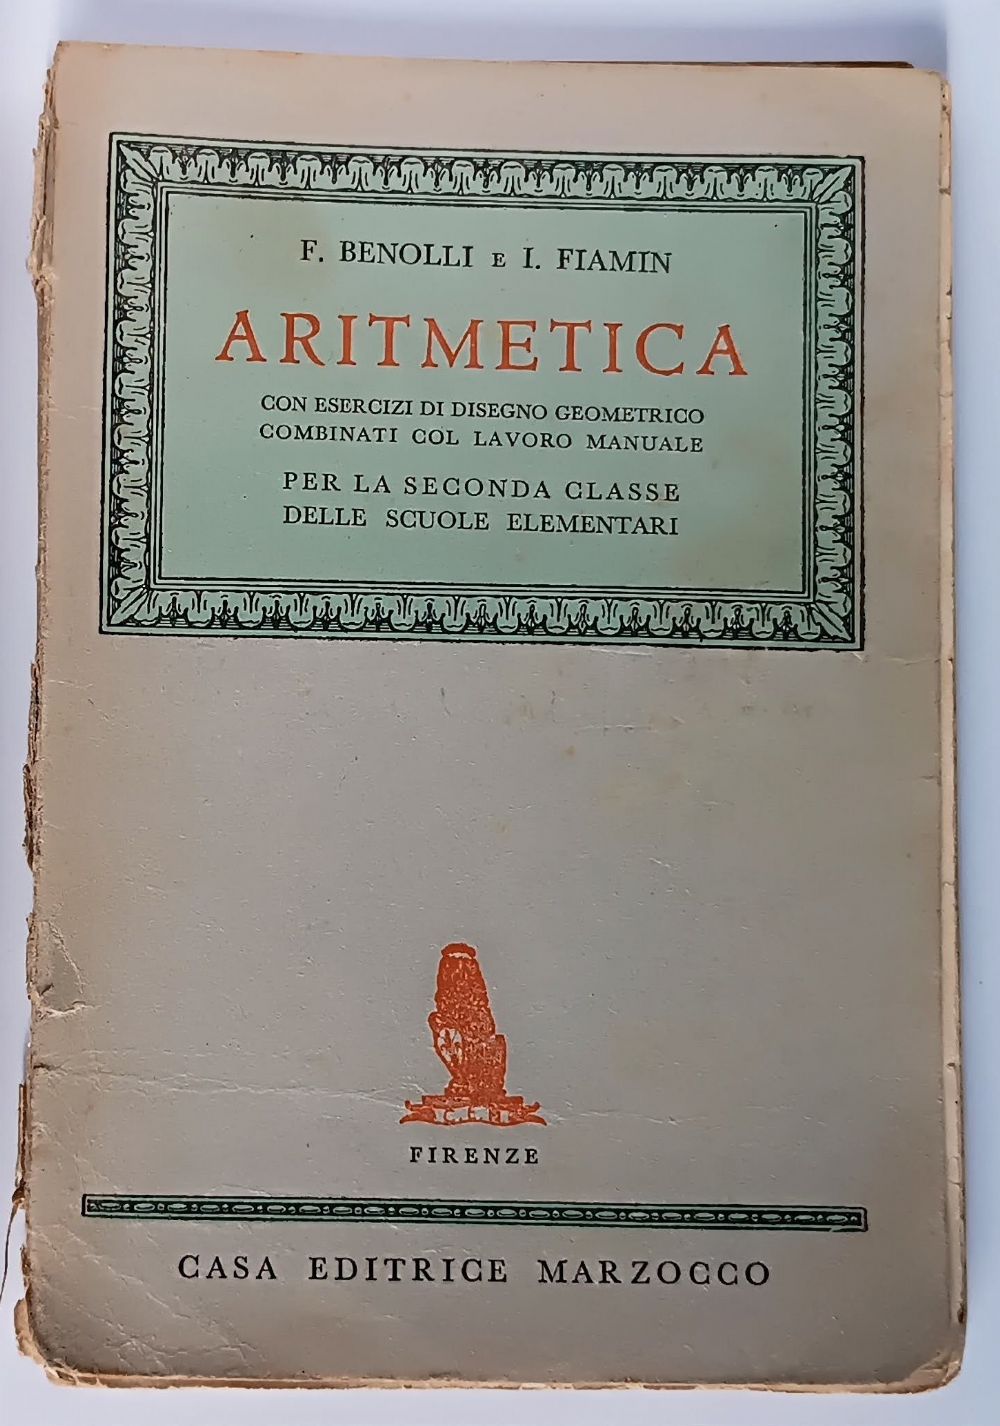 F. BENOLLI E I. FIAMIN
ARITMETICA
CON ESERCIZI DI DISEGNO GEOMETRICO
COMBINATI COL LAVORO MANUALE
PER LA SECONDA CLASSE
DELLE SCUOLE ELEMENTARI
C.E.M.
FIRENZE
CASA EDITRICE MARZOCCO